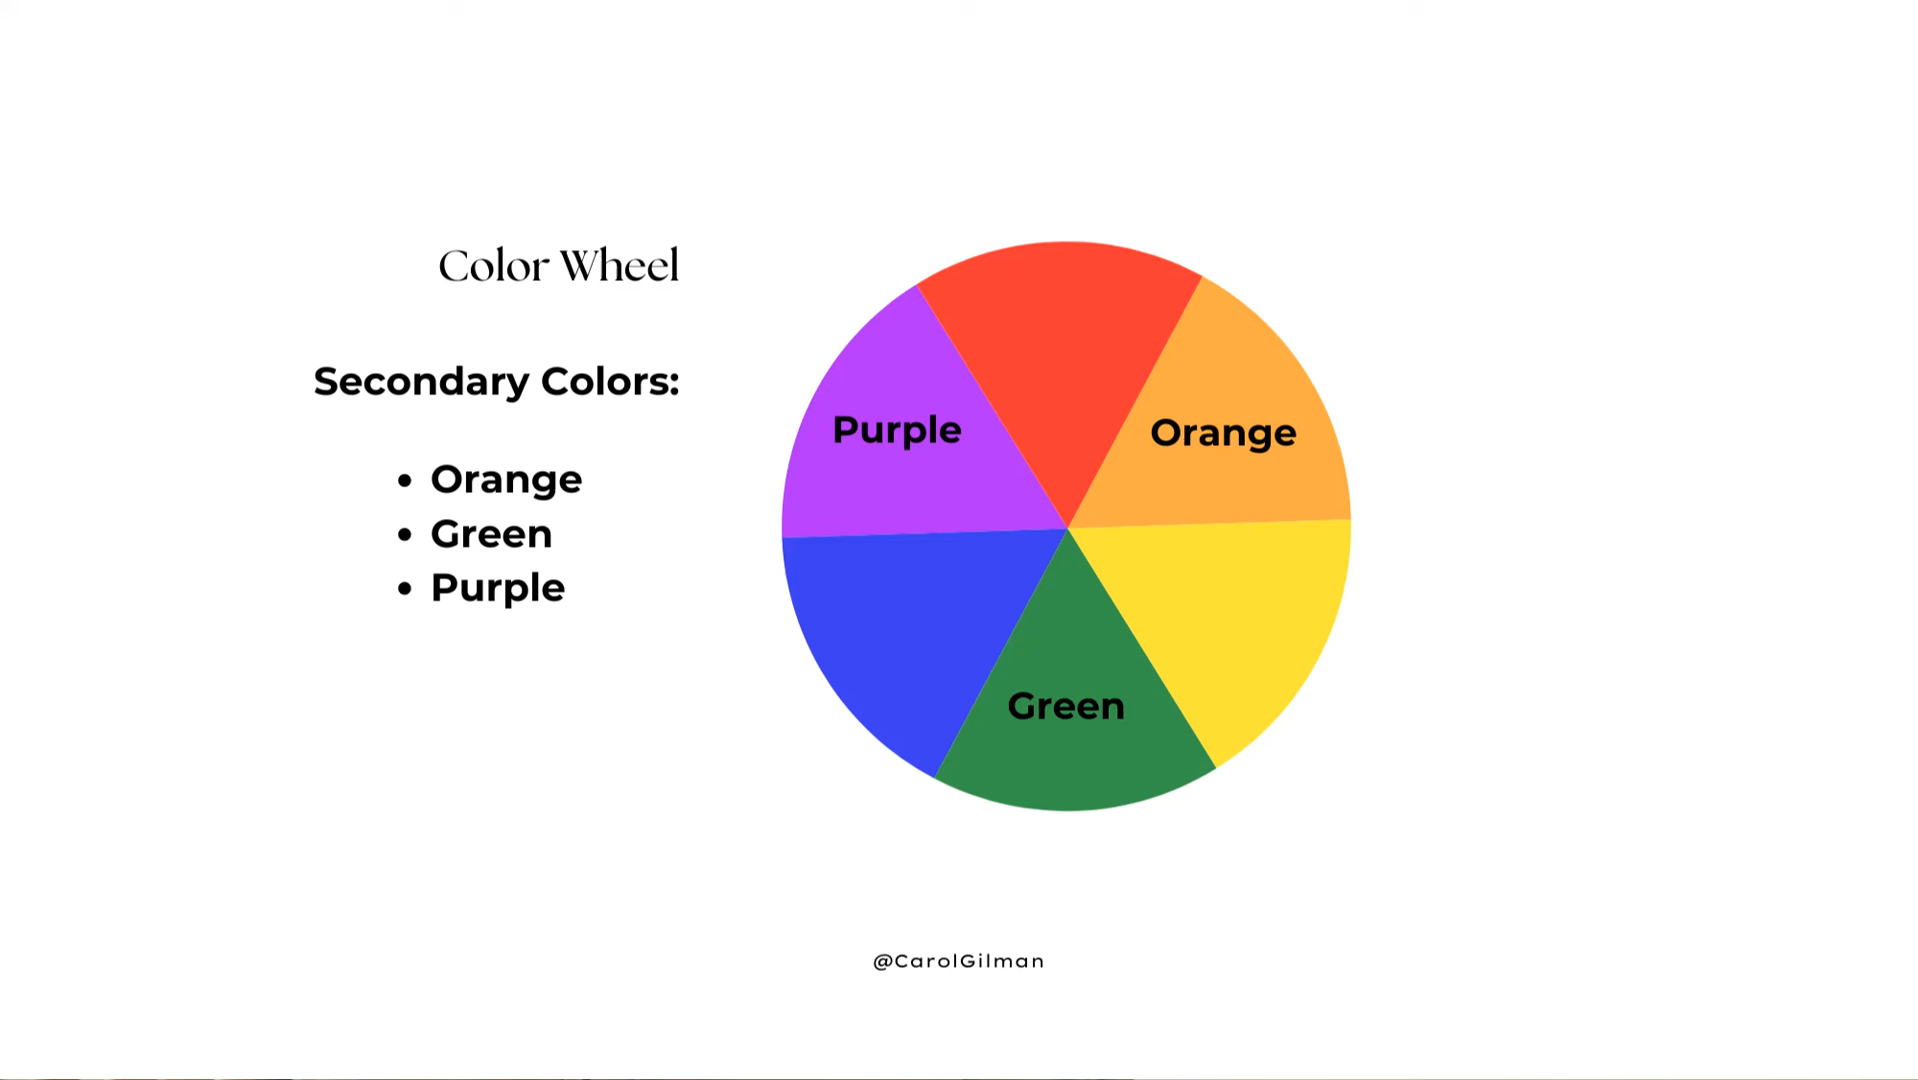 Color Wheel
Secondary Colors:
• Orange
• Green
• Purple
Purple
Orange
Green
@CarolGilman